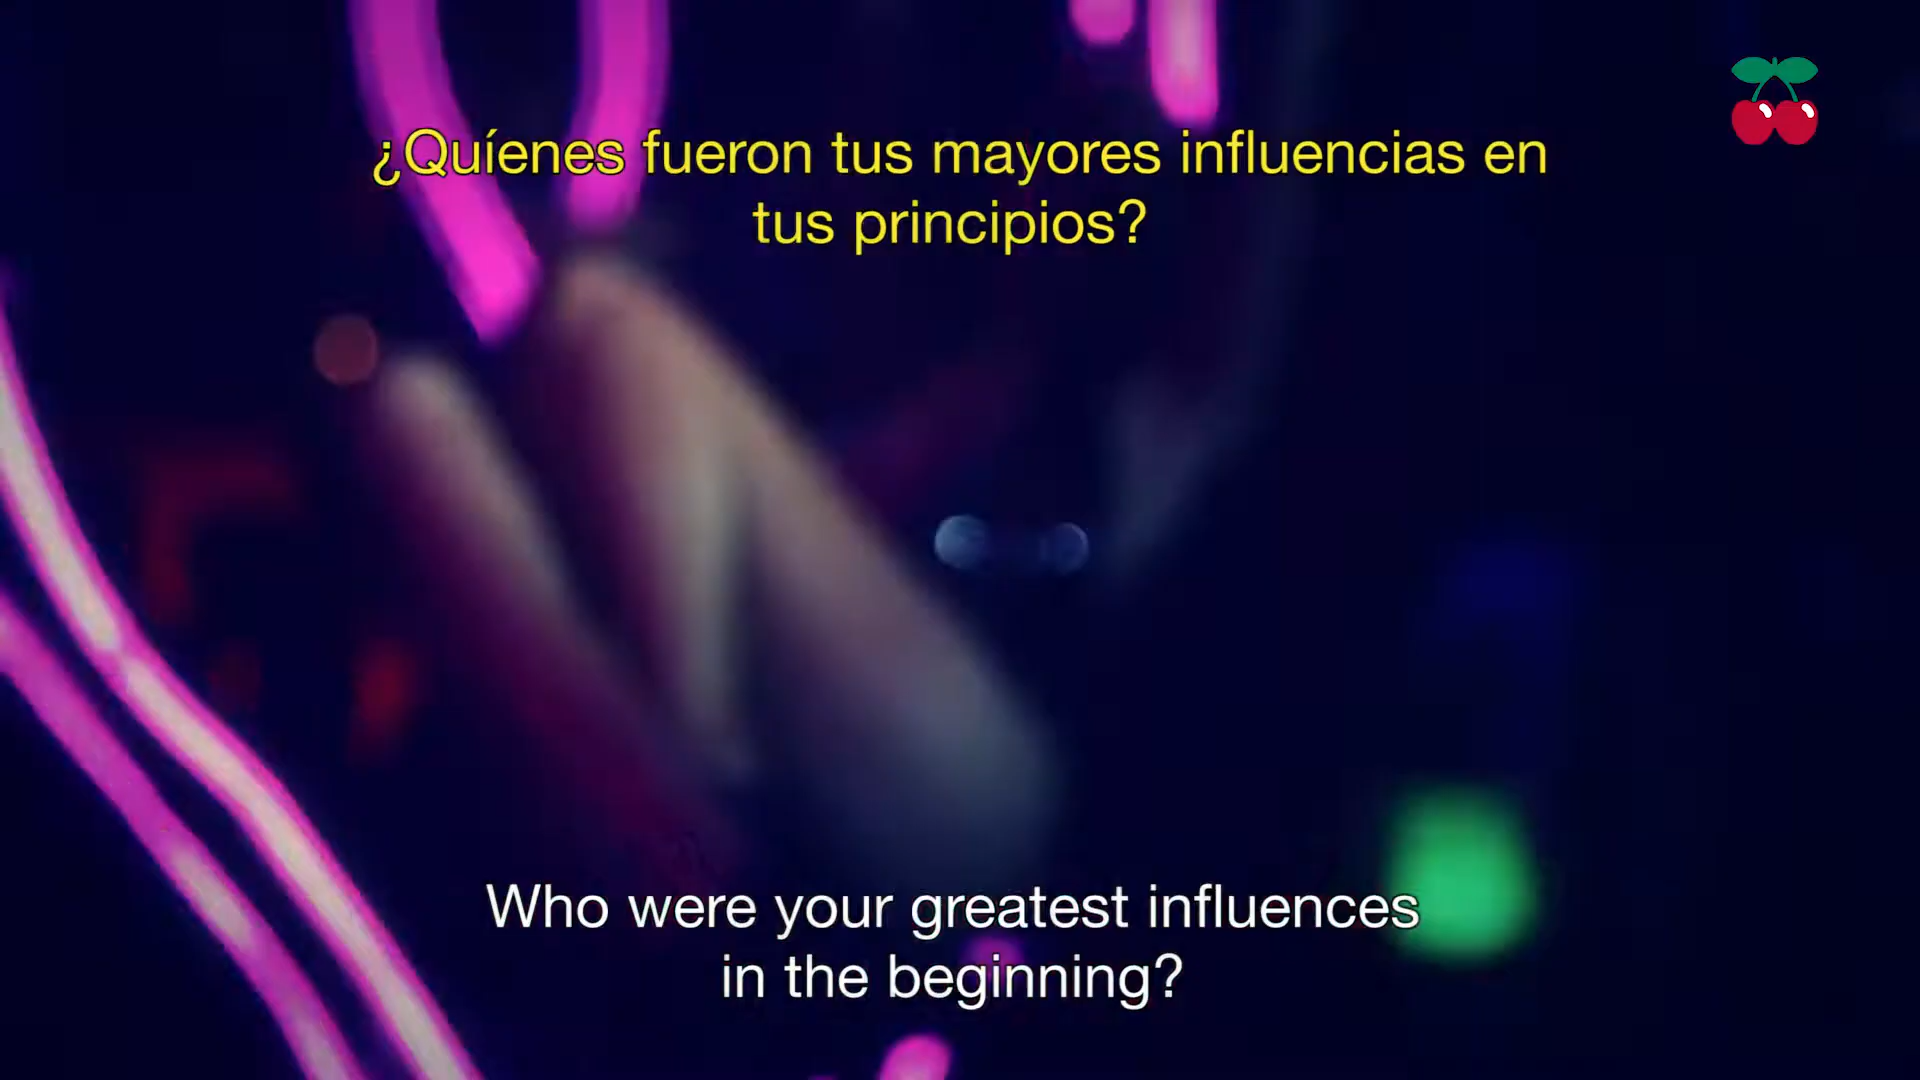 ¿Quíenes fueron tus mayores influencias en
tus principios?
Who were your greatest influences
in the beginning?